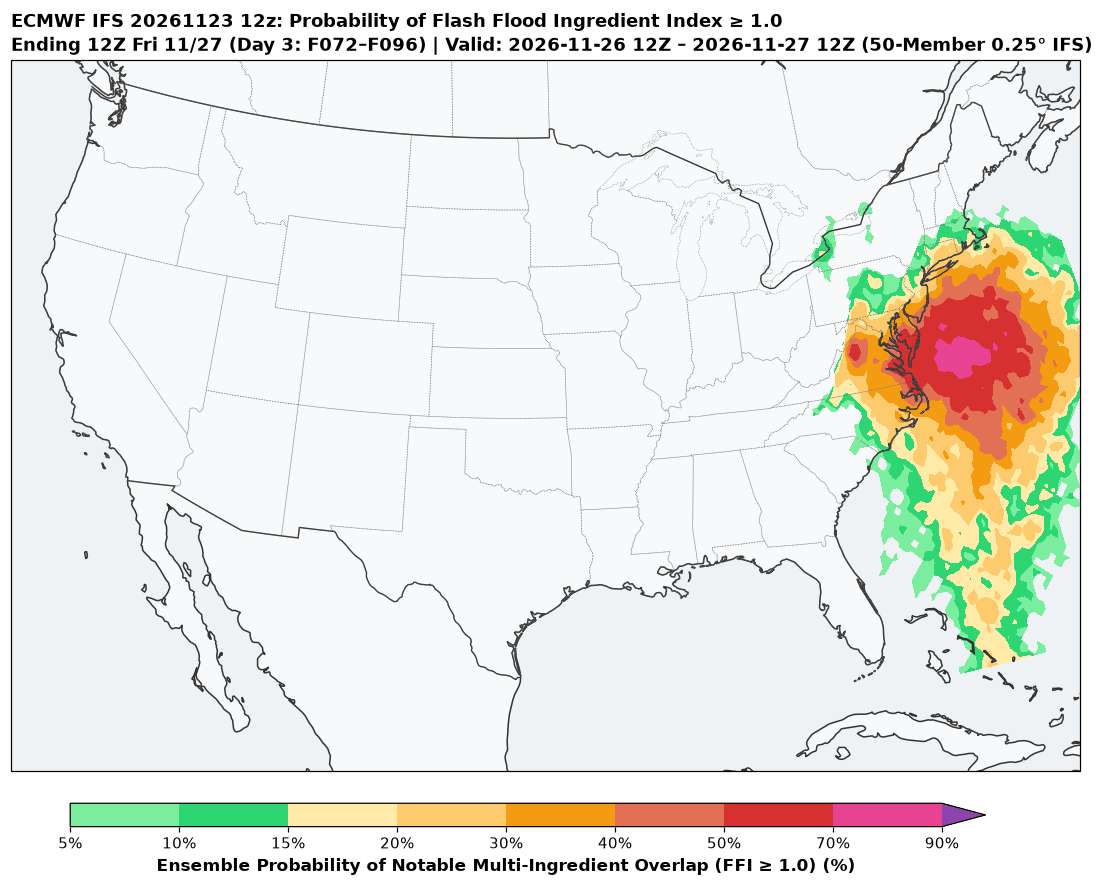 ECMWF IFS 20261123 12z: Probability of Flash Flood Ingredient Index ≥ 1.0
Ending 12Z Fri 11/27 (Day 3: F072–F096) | Valid: 2026-11-26 12Z – 2026-11-27 12Z (50-Member 0.25° IFS)
5% 10% 15% 20% 30% 40% 50% 70% 90%
Ensemble Probability of Notable Multi-Ingredient Overlap (FFI ≥ 1.0) (%)